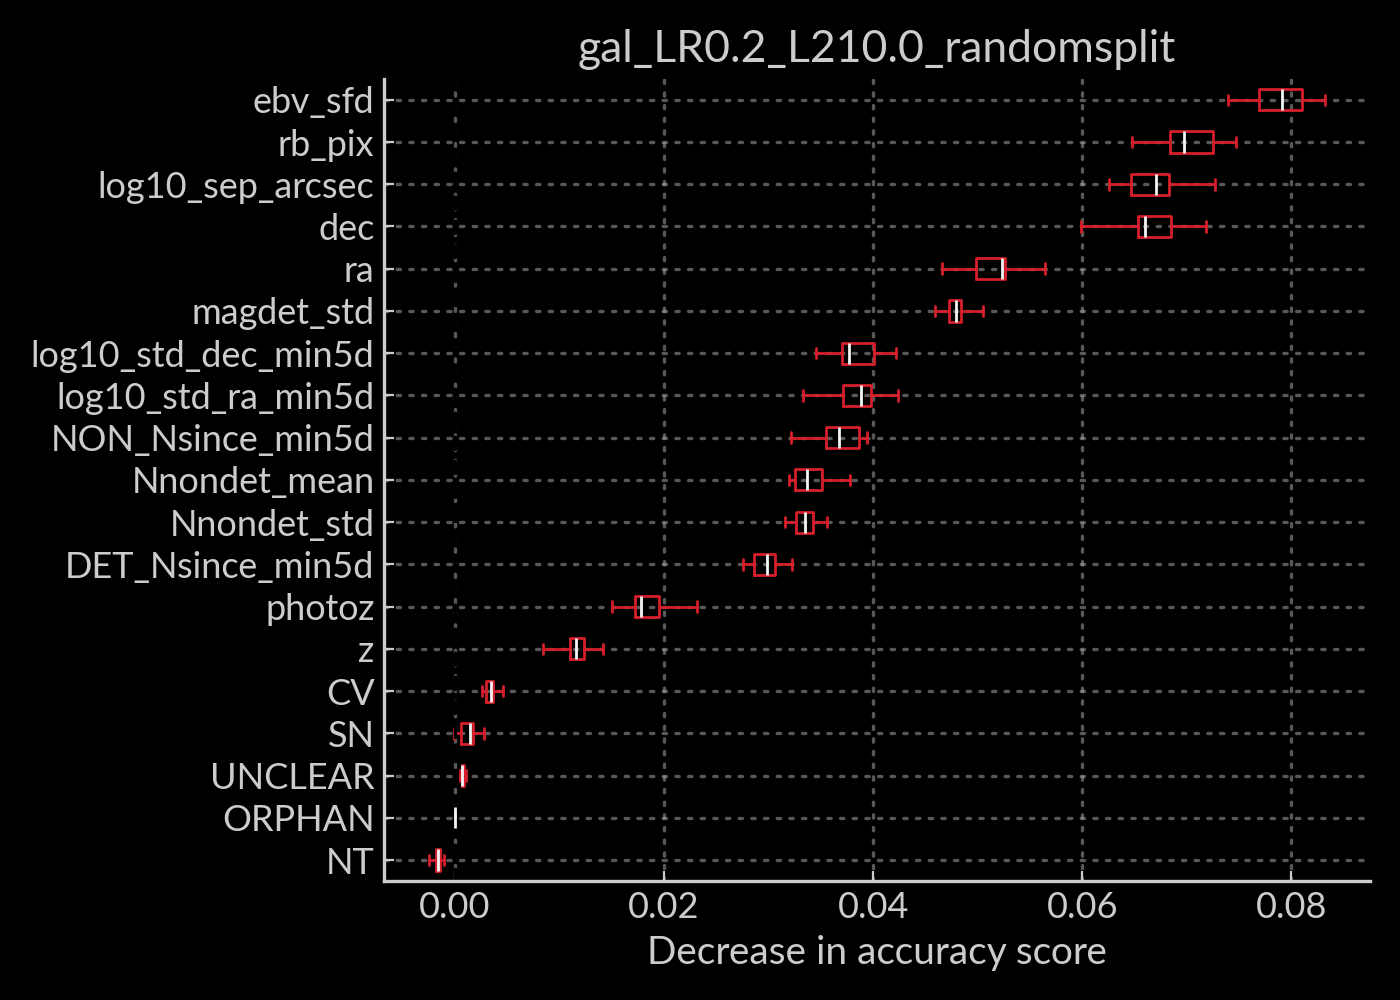 gal_LR0.2_L210.0_randomsplit
ebv_sfd
rb_pix
log10_sep_arcsec
dec
ra
magdet_std
log10_std_dec_min5d
log10_std_ra_min5d
NON_Nsince_min5d
Nnondet_mean
Nnondet_std
DET_Nsince_min5d
photoz
z
CV
SN
UNCLEAR
ORPHAN
NT
0.00 0.02 0.04 0.06 0.08
Decrease in accuracy score